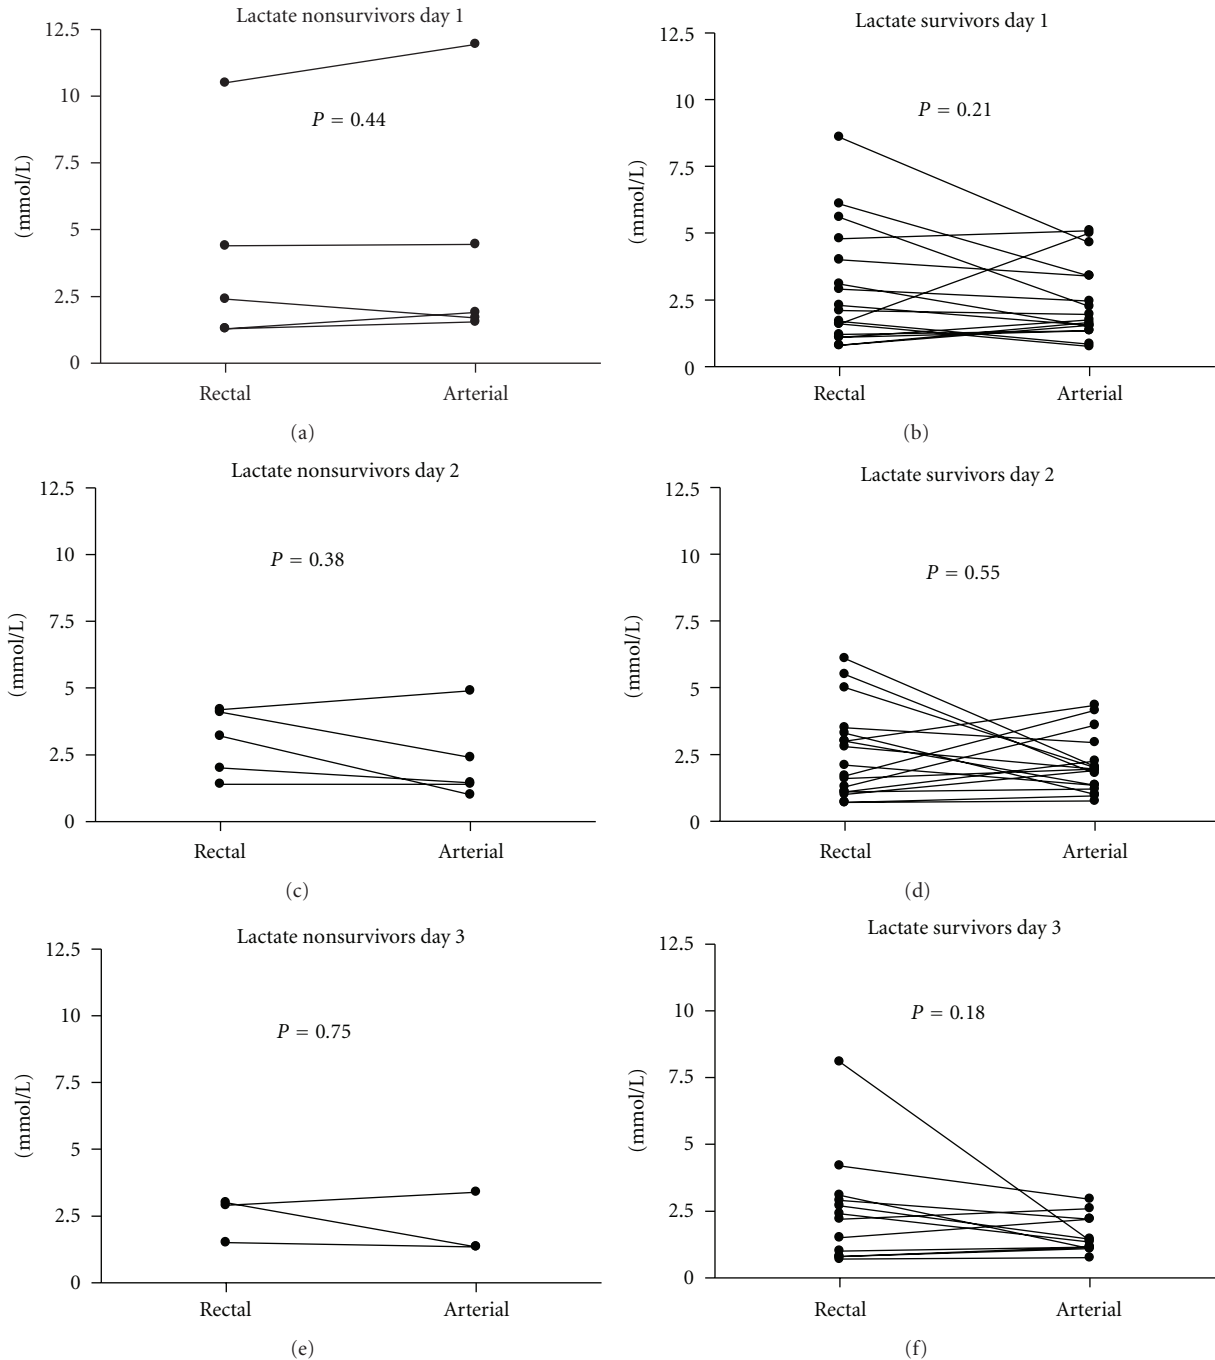 Lactate nonsurvivors day 1
12.5
10
7.5
5
2.5
0
(mmol/L)
P = 0.44
Rectal
Arterial
(a)
Lactate survivors day 1
12.5
10
7.5
5
2.5
0
(mmol/L)
P = 0.21
Rectal
Arterial
(b)
Lactate nonsurvivors day 2
12.5
10
7.5
5
2.5
0
(mmol/L)
P = 0.38
Rectal
Arterial
(c)
Lactate survivors day 2
12.5
10
7.5
5
2.5
0
(mmol/L)
P = 0.55
Rectal
Arterial
(d)
Lactate nonsurvivors day 3
12.5
10
7.5
5
2.5
0
(mmol/L)
P = 0.75
Rectal
Arterial
(e)
Lactate survivors day 3
12.5
10
7.5
5
2.5
0
(mmol/L)
P = 0.18
Rectal
Arterial
(f)